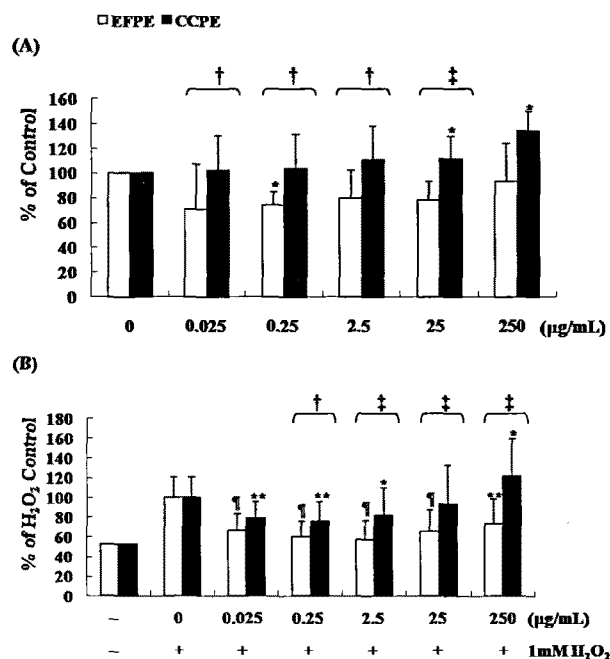 □ EFPE ■ CCPE
(A)
† † † ‡
% of Control
160
140
120
100
80
60
40
20
0
* * *
0 0.025 0.25 2.5 25 250 (µg/mL)
(B)
† ‡ ‡ ‡
% of H₂O₂ Control
180
160
140
120
100
80
60
40
20
0
¶ ** ¶ ** ¶ * ¶ ** *
– 0 0.025 0.25 2.5 25 250 (µg/mL)
– + + + + + + 1mM H₂O₂